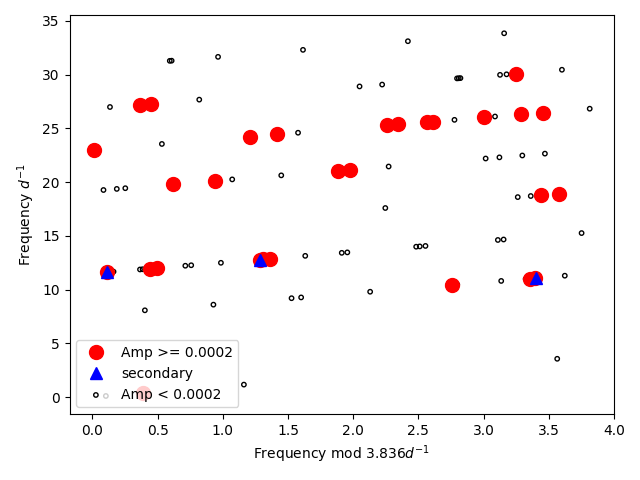 35
30
25
20
15
10
5
0
Frequency $d^{-1}$
Amp >= 0.0002
secondary
Amp < 0.0002
0.0 0.5 1.0 1.5 2.0 2.5 3.0 3.5 4.0
Frequency mod 3.836$d^{-1}$